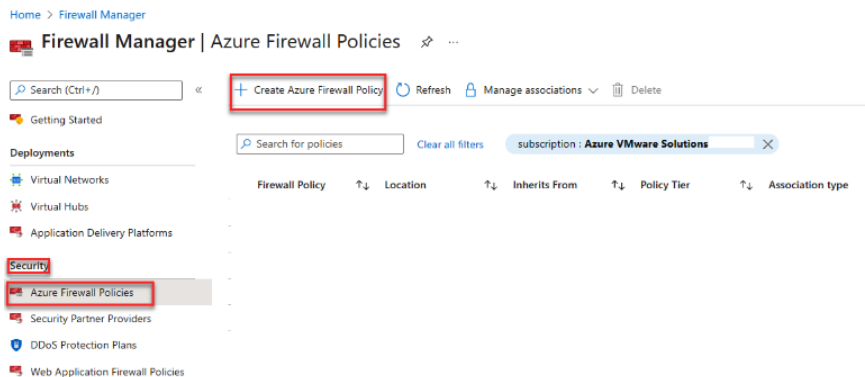 Home > Firewall Manager
Firewall Manager | Azure Firewall Policies
Search (Ctrl+/)
Getting Started
Deployments
Virtual Networks
Virtual Hubs
Application Delivery Platforms
Security
Azure Firewall Policies
Security Partner Providers
DDoS Protection Plans
Web Application Firewall Policies
+ Create Azure Firewall Policy Refresh Manage associations Delete
Search for policies Clear all filters subscription : Azure VMware Solutions
Firewall Policy Location Inherits From Policy Tier Association type